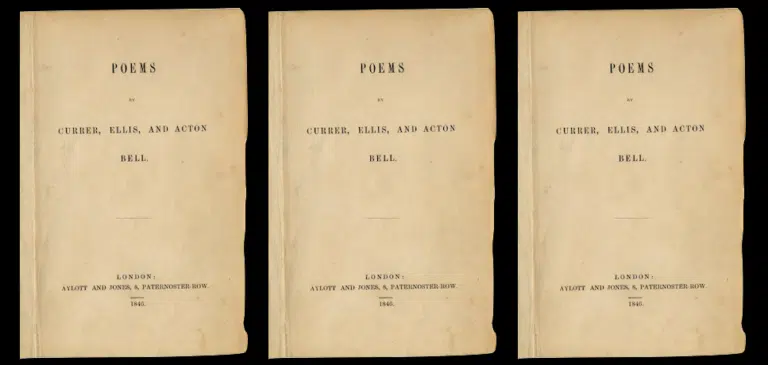 POEMS
BY
CURRER, ELLIS, AND ACTON
BELL.
LONDON:
AYLOTT AND JONES, 8, PATERNOSTER-ROW.
1846.
POEMS
BY
CURRER, ELLIS, AND ACTON
BELL.
LONDON:
AYLOTT AND JONES, 8, PATERNOSTER-ROW.
1846.
POEMS
BY
CURRER, ELLIS, AND ACTON
BELL.
LONDON:
AYLOTT AND JONES, 8, PATERNOSTER-ROW.
1846.